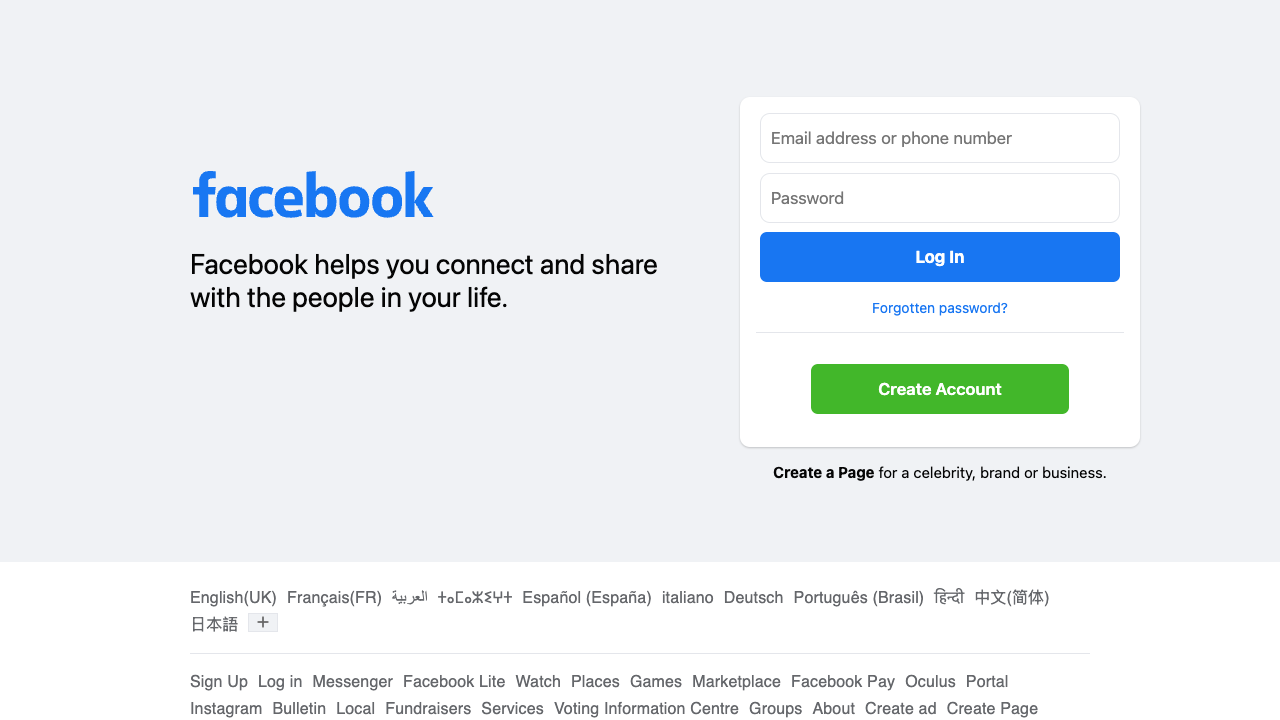 facebook
Facebook helps you connect and share
with the people in your life.
Email address or phone number
Password
Log In
Forgotten password?
Create Account
Create a Page for a celebrity, brand or business.
English(UK) Français(FR) العربية ⵜⴰⵎⴰⵣⵉⵖⵜ Español (España) italiano Deutsch Português (Brasil) हिन्दी 中文(简体)
日本語 +
Sign Up Log in Messenger Facebook Lite Watch Places Games Marketplace Facebook Pay Oculus Portal
Instagram Bulletin Local Fundraisers Services Voting Information Centre Groups About Create ad Create Page